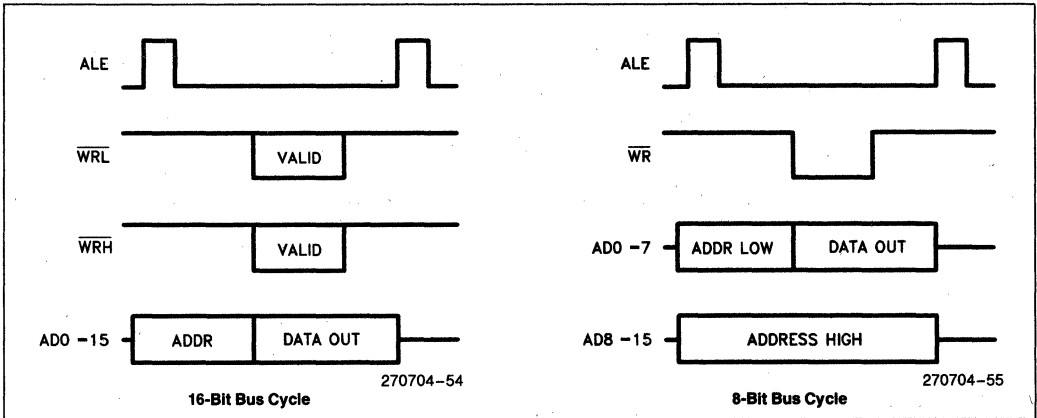 ALE
WRL
VALID
WRH
VALID
AD0 -15
ADDR
DATA OUT
270704-54
16-Bit Bus Cycle
ALE
WR
AD0 -7
ADDR LOW
DATA OUT
AD8 -15
ADDRESS HIGH
270704-55
8-Bit Bus Cycle